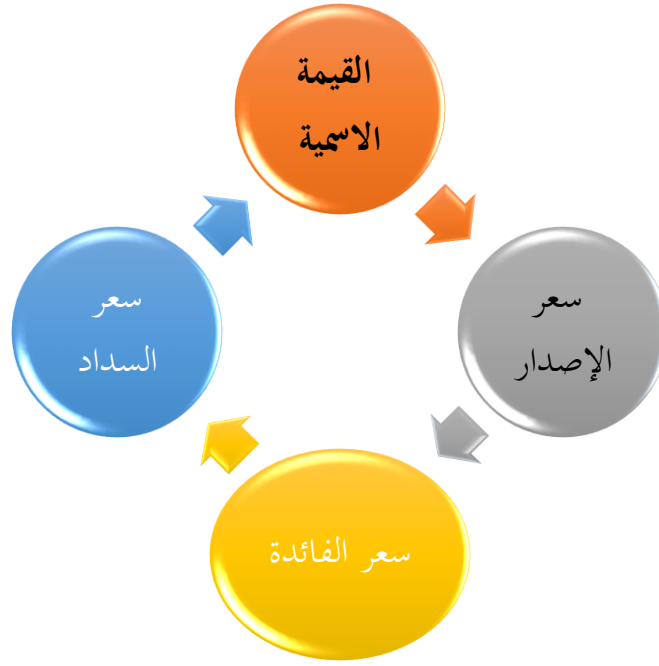 القيمة
الاسمية
سعر
الإصدار
سعر الفائدة
سعر
السداد